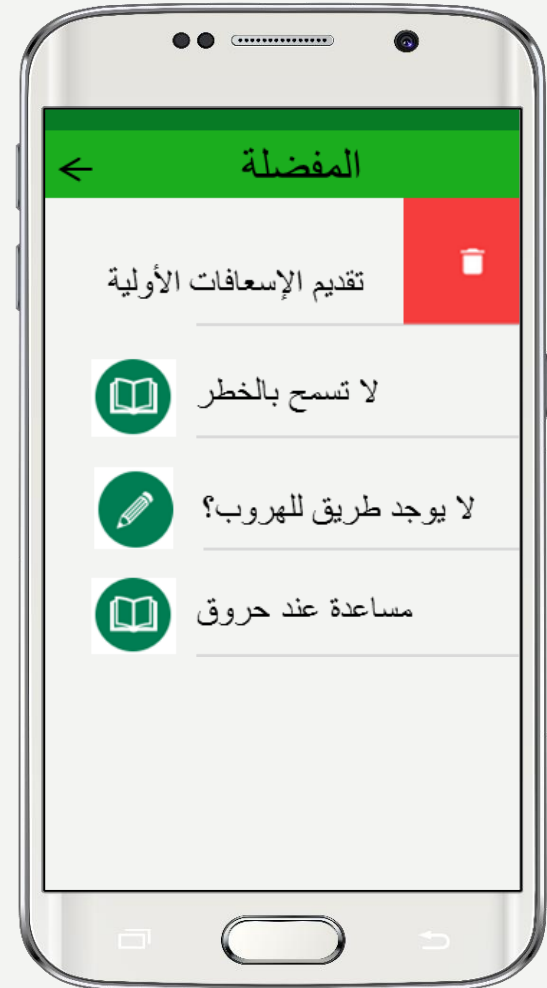 المفضلة
تقديم الإسعافات الأولية
لا تسمح بالخطر
لا يوجد طريق للهروب؟
مساعدة عند حروق